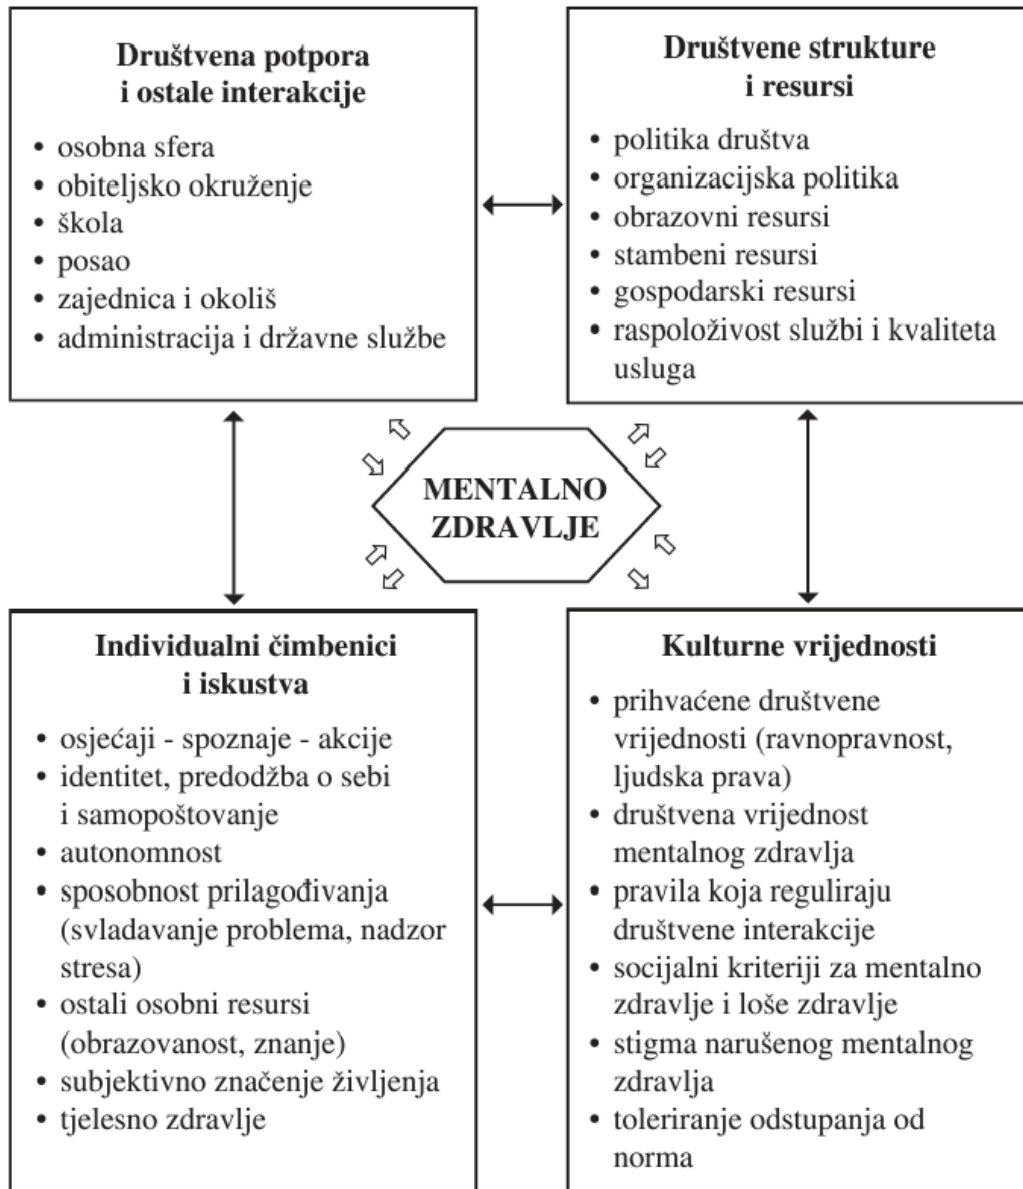 Društvena potpora
i ostale interakcije
• osobna sfera
• obiteljsko okruženje
• škola
• posao
• zajednica i okoliš
• administracija i državne službe
Društvene strukture
i resursi
• politika društva
• organizacijska politika
• obrazovni resursi
• stambeni resursi
• gospodarski resursi
• raspoloživost službi i kvaliteta
usluga
MENTALNO
ZDRAVLJE
Individualni čimbenici
i iskustva
• osjećaji - spoznaje - akcije
• identitet, predodžba o sebi
i samopoštovanje
• autonomnost
• sposobnost prilagođivanja
(svladavanje problema, nadzor
stresa)
• ostali osobni resursi
(obrazovanost, znanje)
• subjektivno značenje življenja
• tjelesno zdravlje
Kulturne vrijednosti
• prihvaćene društvene
vrijednosti (ravnopravnost,
ljudska prava)
• društvena vrijednost
mentalnog zdravlja
• pravila koja reguliraju
društvene interakcije
• socijalni kriteriji za mentalno
zdravlje i loše zdravlje
• stigma narušenog mentalnog
zdravlja
• toleriranje odstupanja od
norma